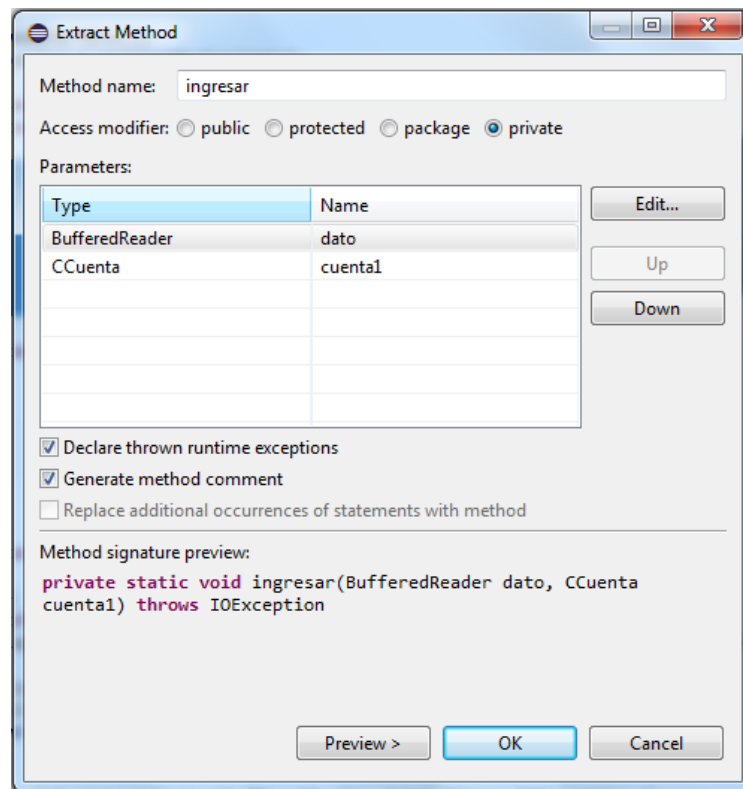 Extract Method
Method name: ingresar
Access modifier: public protected package private
Parameters:
Type Name Edit...
BufferedReader dato
CCuenta cuenta1 Up
Down
Declare thrown runtime exceptions
Generate method comment
Replace additional occurrences of statements with method
Method signature preview:
private static void ingresar(BufferedReader dato, CCuenta
cuenta1) throws IOException
Preview > OK Cancel